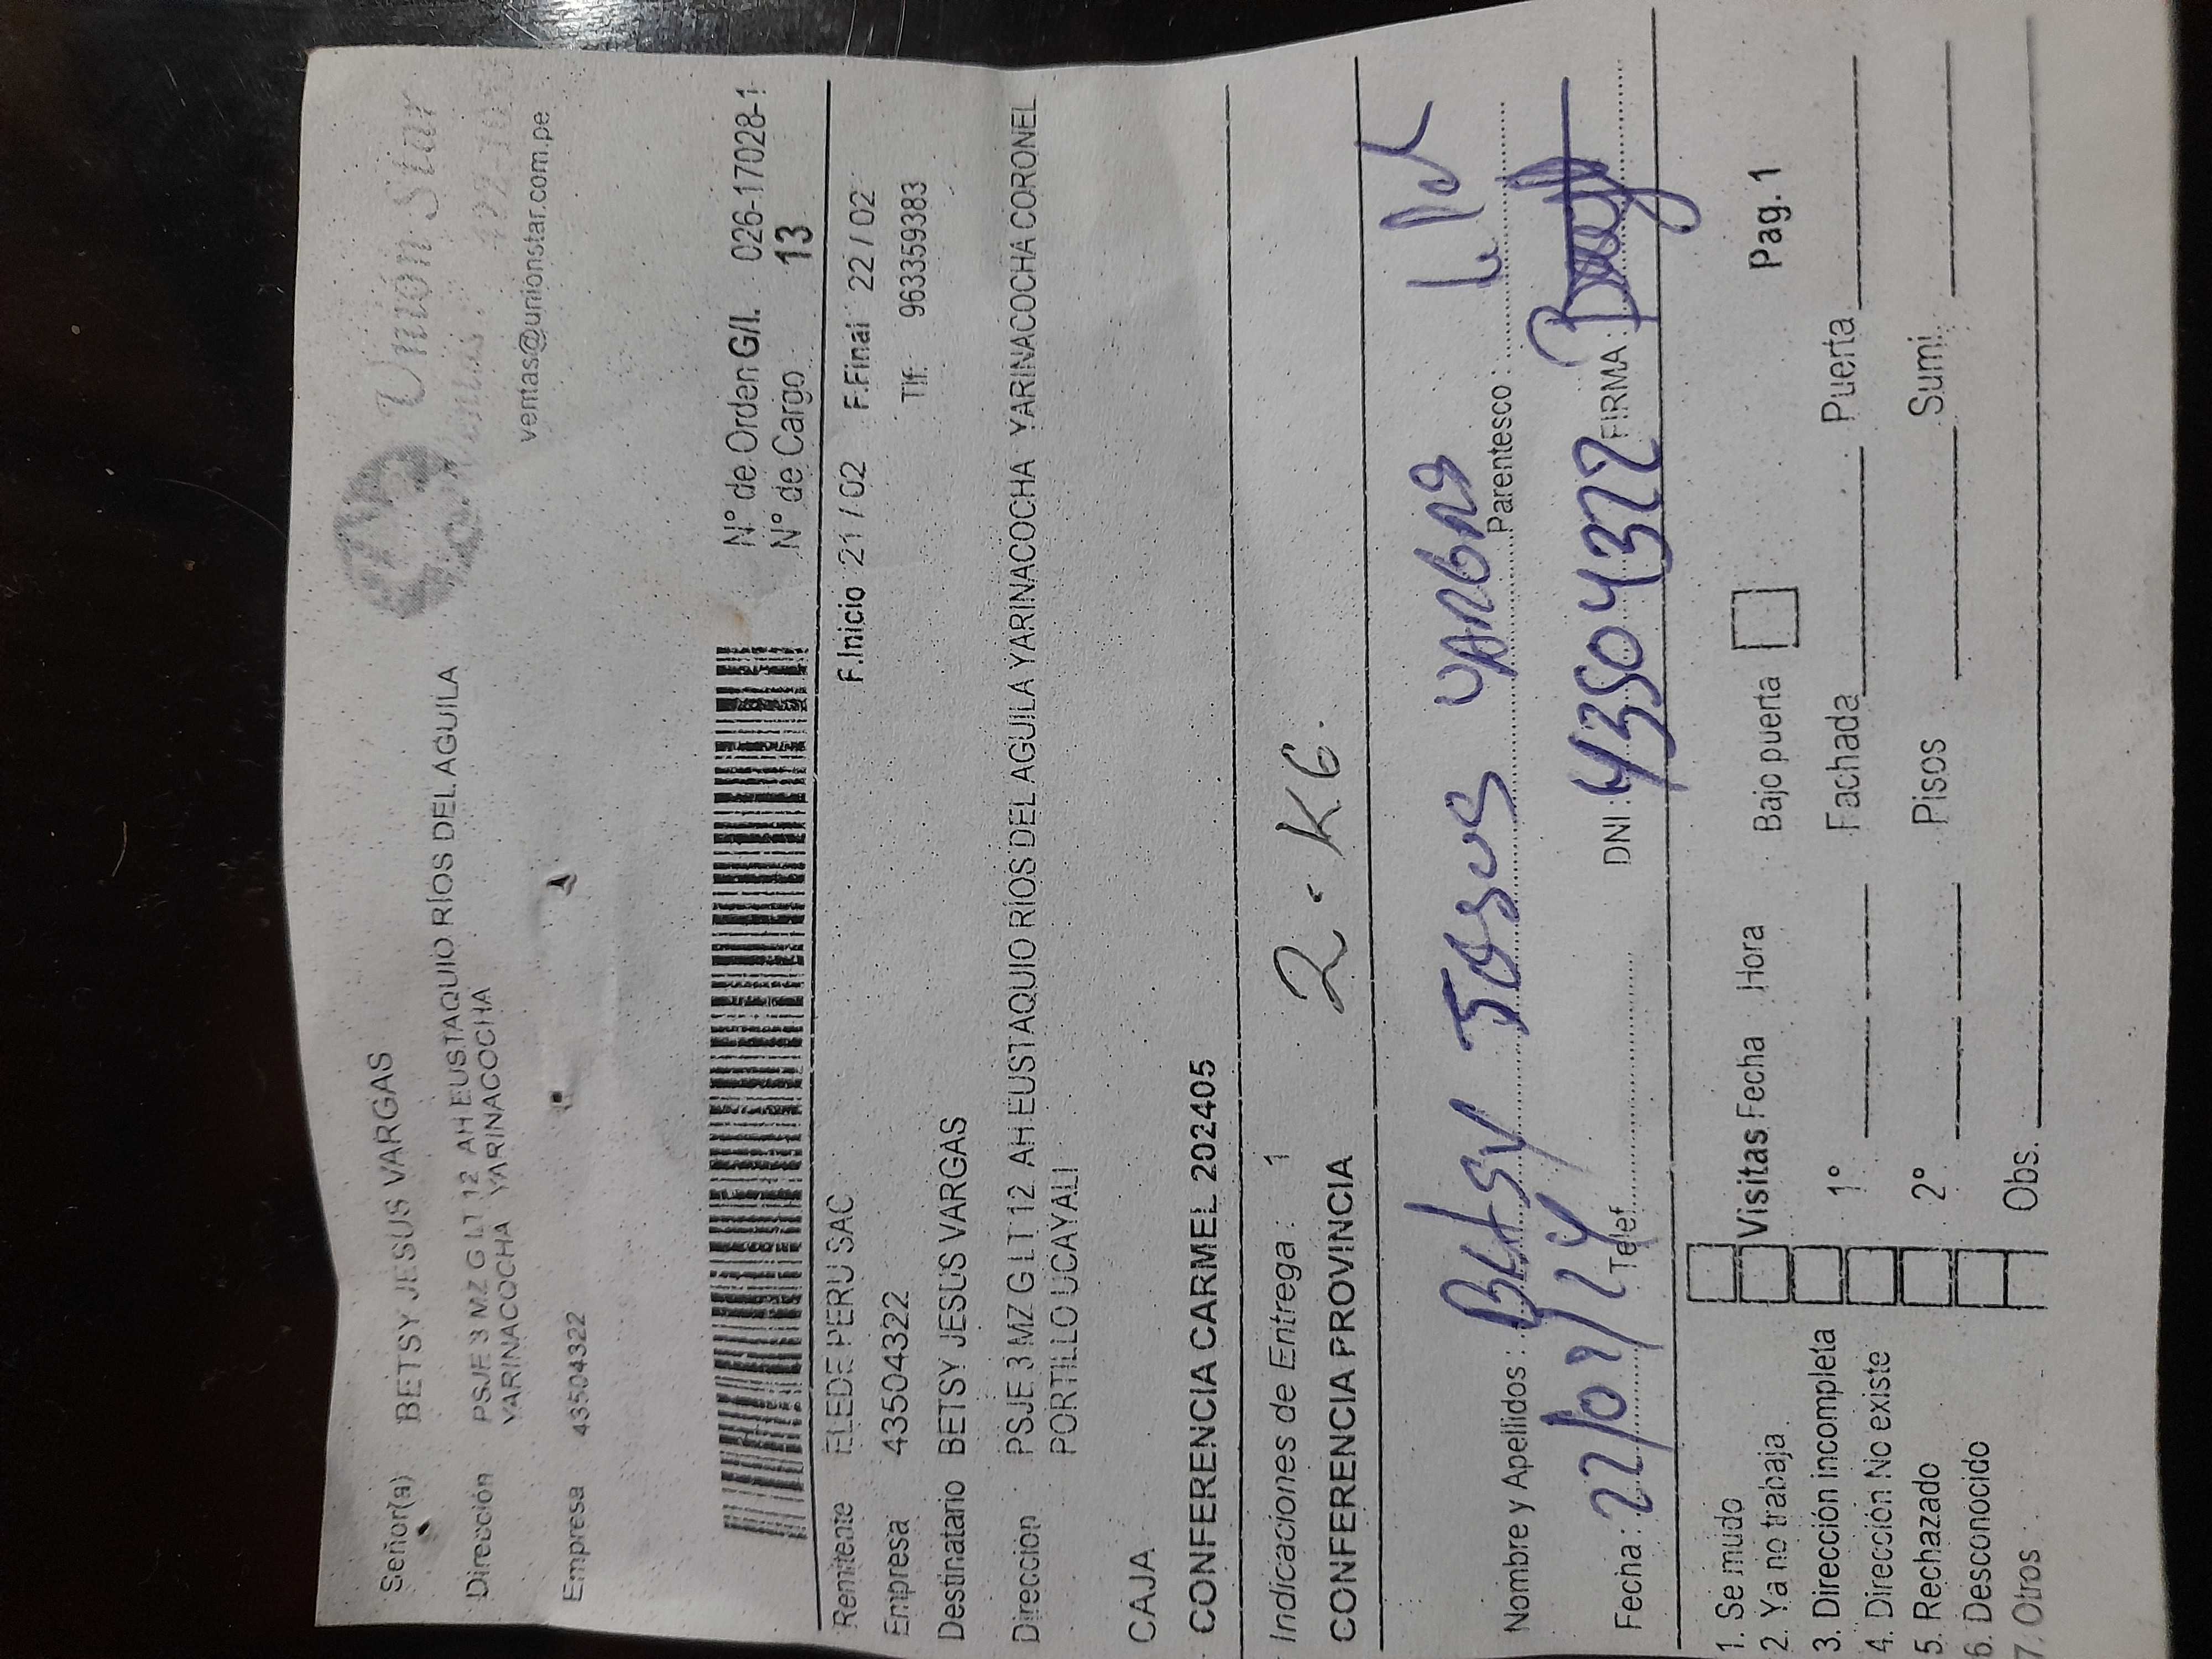 Unión Star
ventas@unionstar.com.pe
Señor(a) BETSY JESUS VARGAS
Dirección PSJE 3 MZ G LT 12 AH EUSTAQUIO RÍOS DEL AGUILA
YARINACOCHA YARINACOCHA
Empresa 43504322
N° de Orden G/I. 026-17028-1
N° de Cargo 13
Remitente ELEDE PERU SAC F.Inicio 21/02 F.Final 22/02
Empresa 43504322 Tlf: 963359383
Destinatario BETSY JESUS VARGAS
Direccion PSJE 3 MZ G LT 12 AH EUSTAQUIO RÍOS DEL AGUILA YARINACOCHA YARINACOCHA CORONEL
PORTILLO UCAYALI
CAJA
CONFERENCIA CARMEL 202405
Indicaciones de Entrega : 1
CONFERENCIA PROVINCIA 2. KG.
Nombre y Apellidos : Betsy Jesus Vargas Parentesco :
Fecha : 22/02/24 Telef DNI : 43504322 FIRMA :
1. Se mudo
2. Ya no trabaja Visitas Fecha Hora Bajo puerta Pag. 1
3. Dirección incompleta
4. Dirección No existe 1° Fachada Puerta
5. Rechazado
6. Desconocido 2° Pisos Sumi.
7. Otros Obs.